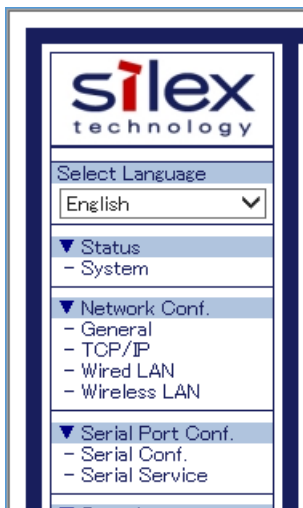 silex
technology
Select Language
English
▼ Status
- System
▼ Network Conf.
- General
- TCP/IP
- Wired LAN
- Wireless LAN
▼ Serial Port Conf.
- Serial Conf.
- Serial Service